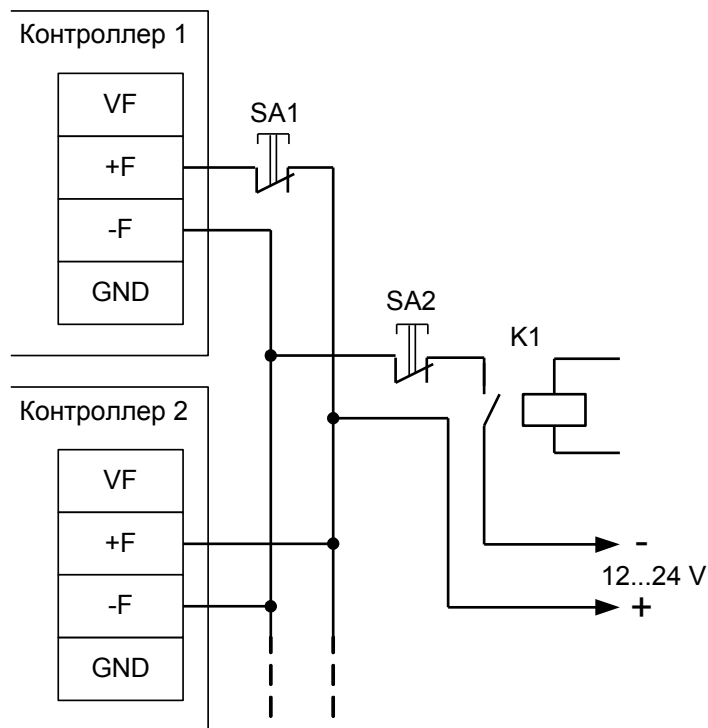 Контроллер 1
VF
SA1
+F
-F
GND
SA2
K1
Контроллер 2
VF
+F
-
12...24 V
-F
+
GND